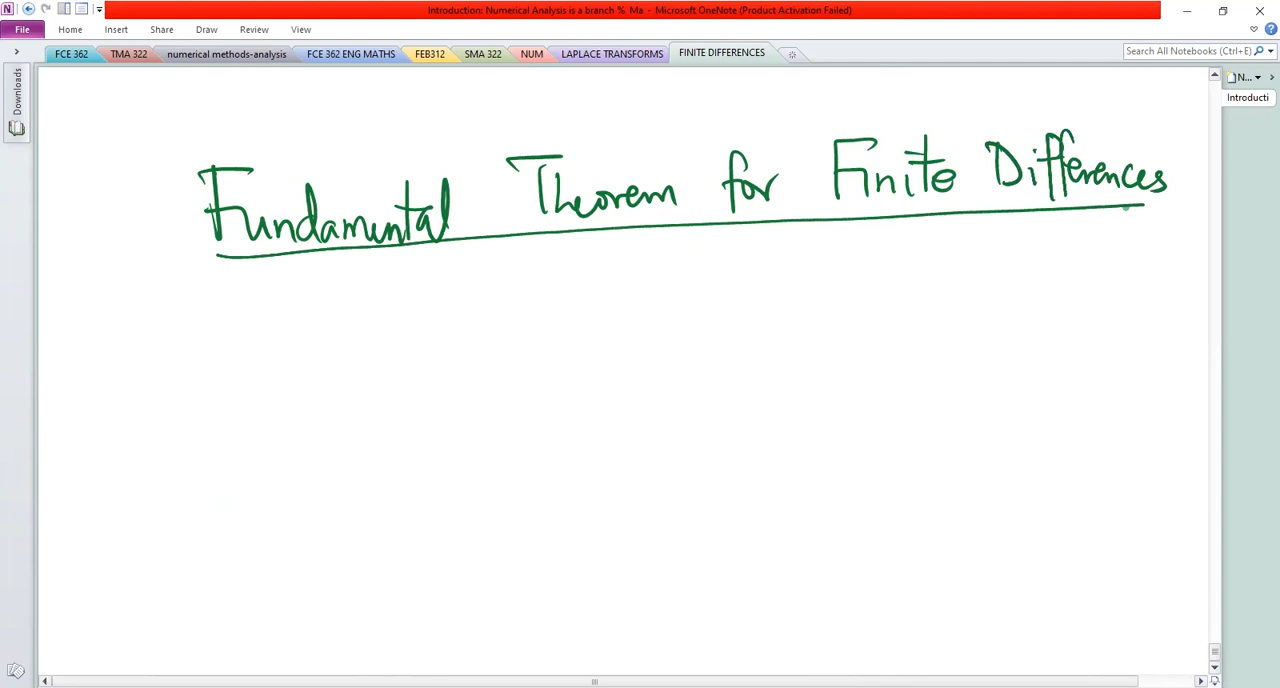 Introduction: Numerical Analysis is a branch %. Ma - Microsoft OneNote (Product Activation Failed)
File Home Insert Share Draw Review View
FCE 362 TMA 322 numerical methods-analysis FCE 362 ENG MATHS FEB312 SMA 322 NUM LAPLACE TRANSFORMS FINITE DIFFERENCES Search All Notebooks (Ctrl+E)
N...
Downloads
Introducti
Fundamental Theorem for Finite Differences